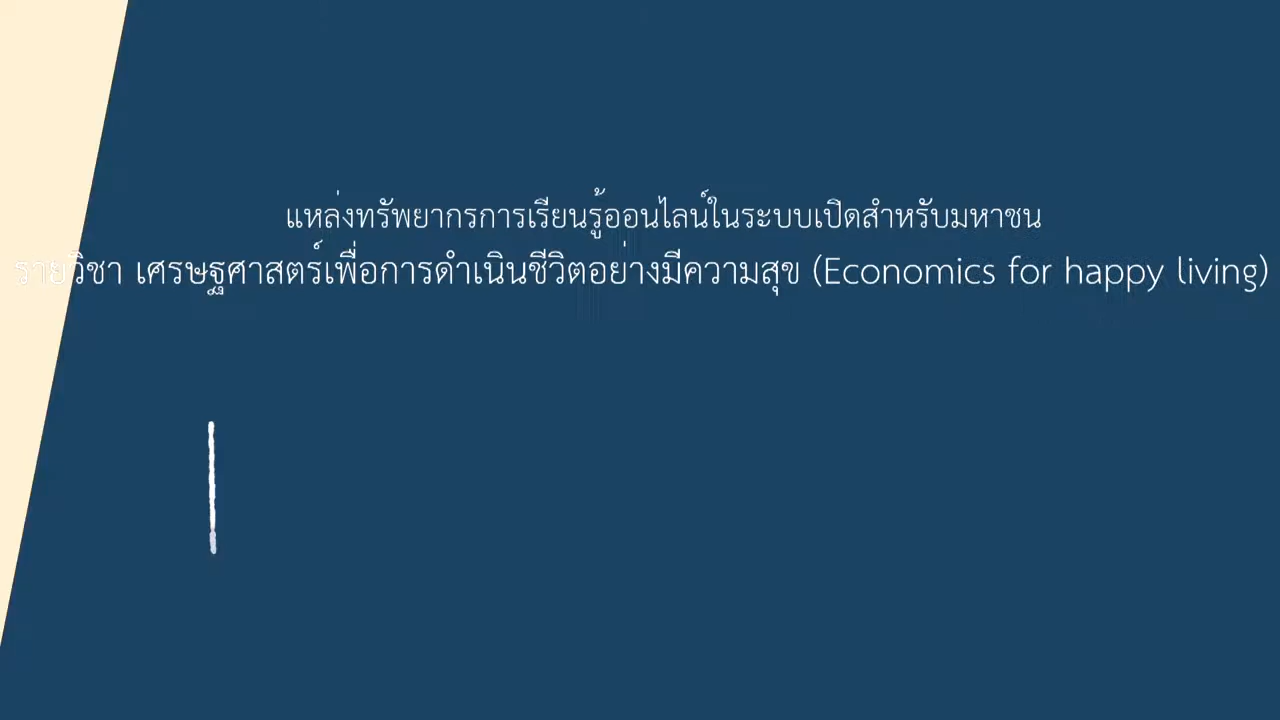 แหล่งทรัพยากรการเรียนรู้ออนไลน์ในระบบเปิดสำหรับมหาชน
รายวิชา เศรษฐศาสตร์เพื่อการดำเนินชีวิตอย่างมีความสุข (Economics for happy living)